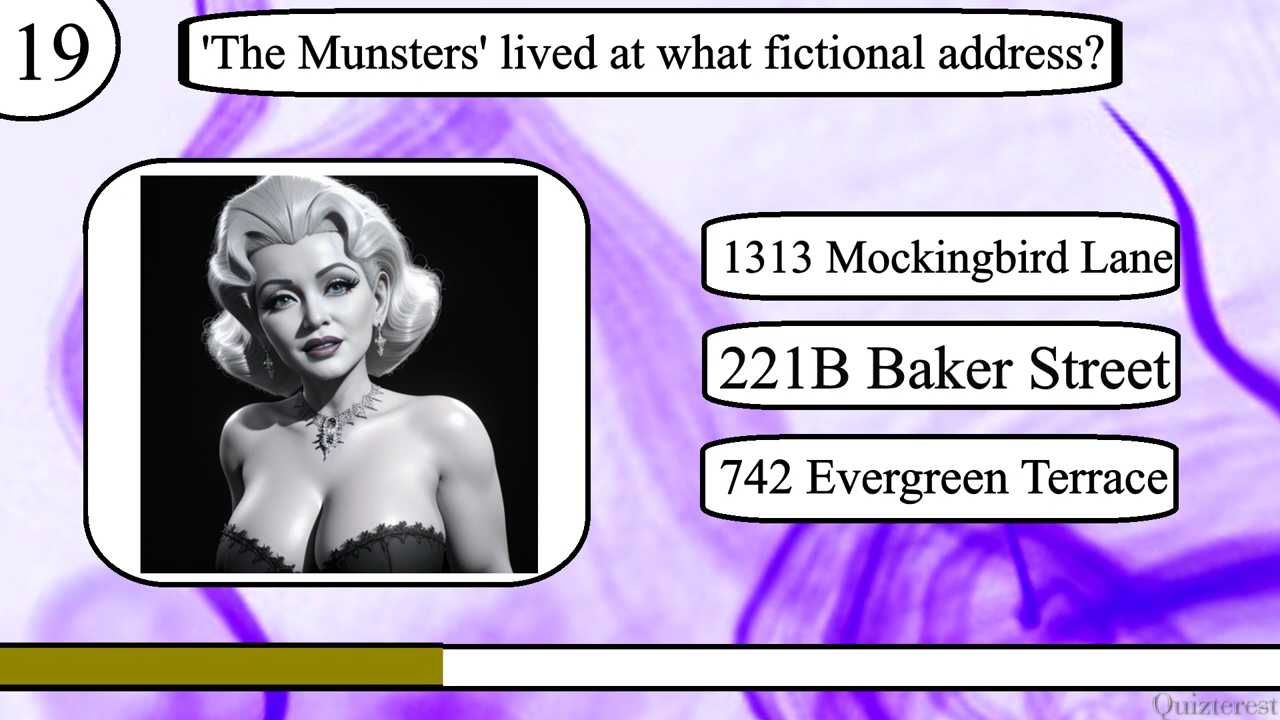 19
'The Munsters' lived at what fictional address?
1313 Mockingbird Lane
221B Baker Street
742 Evergreen Terrace
Quizterest